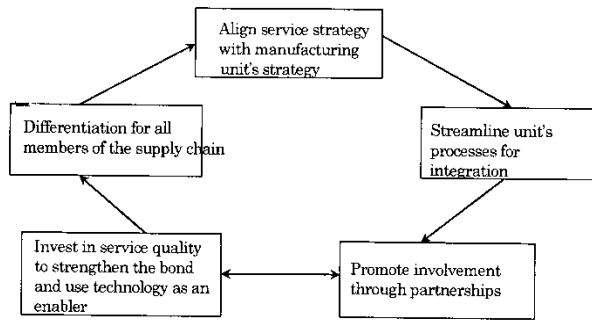 Align service strategy
with manufacturing
unit's strategy
Differentiation for all
members of the supply chain
Streamline unit's
processes for
integration
Invest in service quality
to strengthen the bond
and use technology as an
enabler
Promote involvement
through partnerships